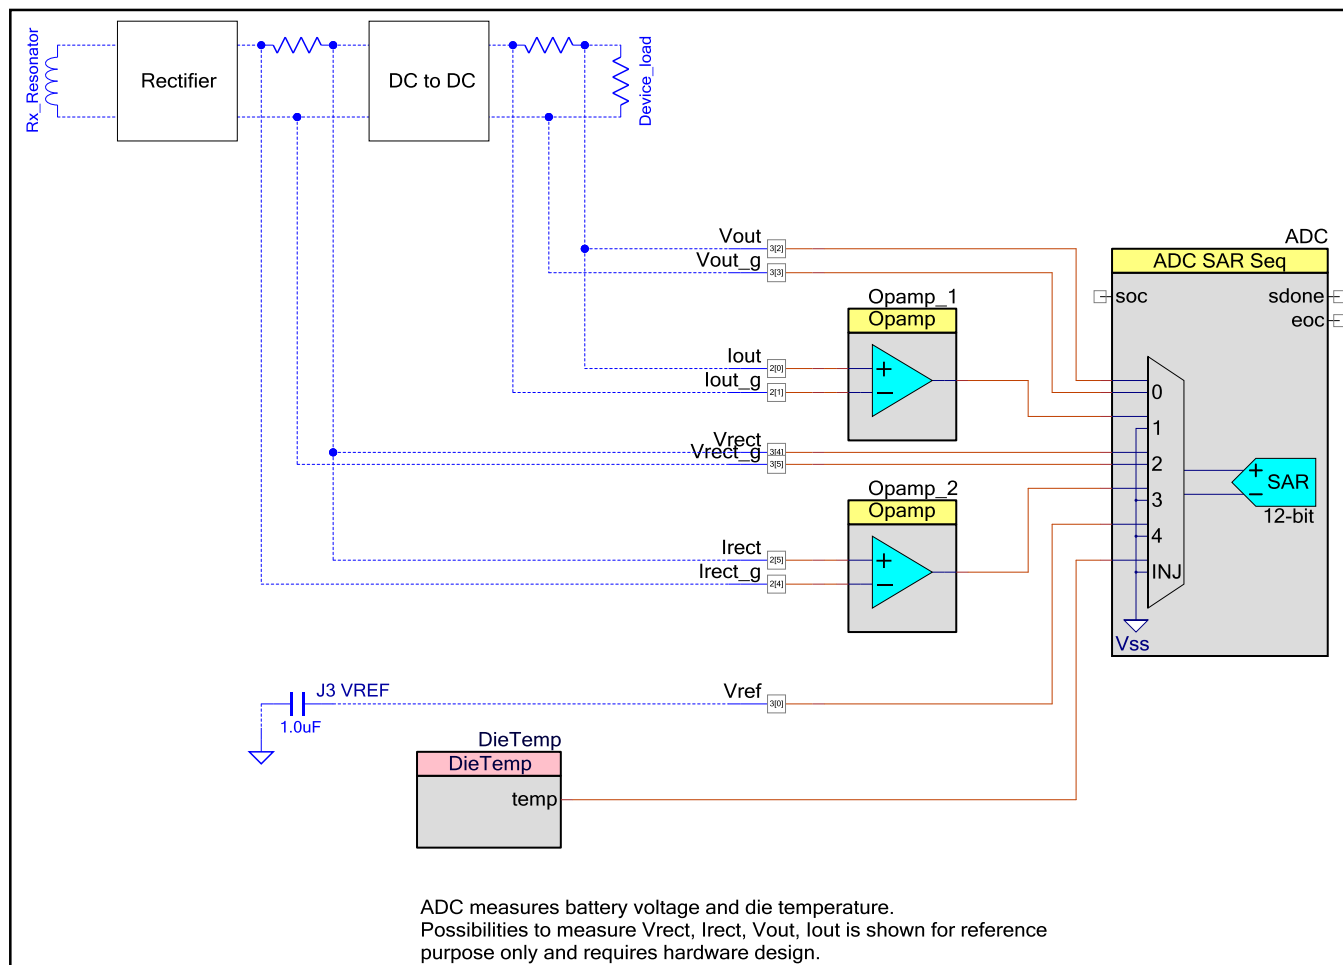 Rx_Resonator
Rectifier
DC to DC
Device_load
Vout
3[2]
Vout_g
3[3]
ADC
ADC SAR Seq
soc
sdone
eoc
Opamp_1
Opamp
+
−
Iout
2[0]
Iout_g
2[1]
0
1
2
3
4
INJ
Vss
+
−
SAR
12-bit
Vrect
3[4]
Vrect_g
3[5]
Opamp_2
Opamp
+
−
Irect
2[5]
Irect_g
2[4]
J3 VREF
1.0uF
Vref
3[0]
DieTemp
DieTemp
temp
ADC measures battery voltage and die temperature.
Possibilities to measure Vrect, Irect, Vout, Iout is shown for reference
purpose only and requires hardware design.